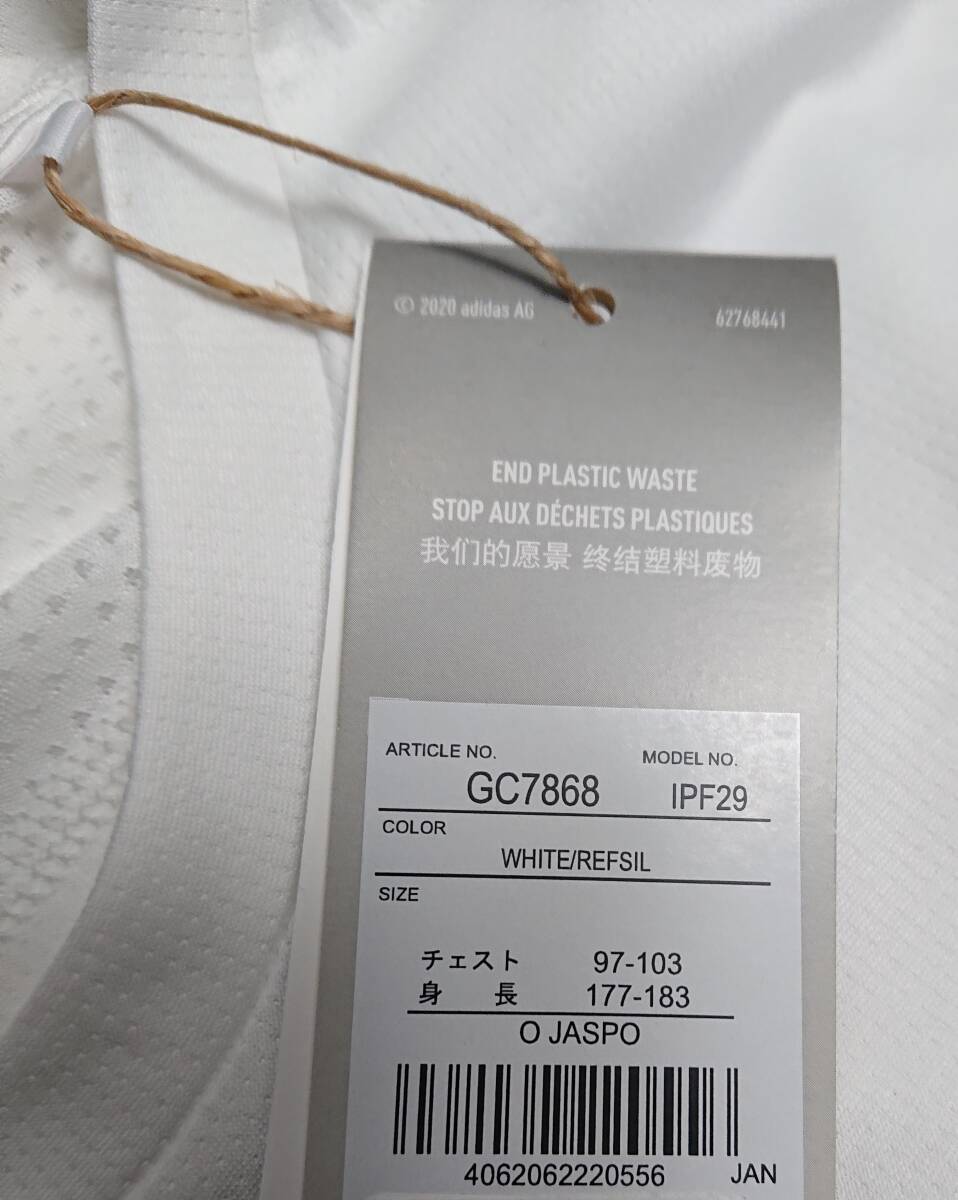 © 2020 adidas AG 62768441
END PLASTIC WASTE
STOP AUX DÉCHETS PLASTIQUES
我们的愿景 终结塑料废物
ARTICLE NO. MODEL NO.
GC7868 IPF29
COLOR
WHITE/REFSIL
SIZE
チェスト 97-103
身 長 177-183
O JASPO
4062062220556 JAN